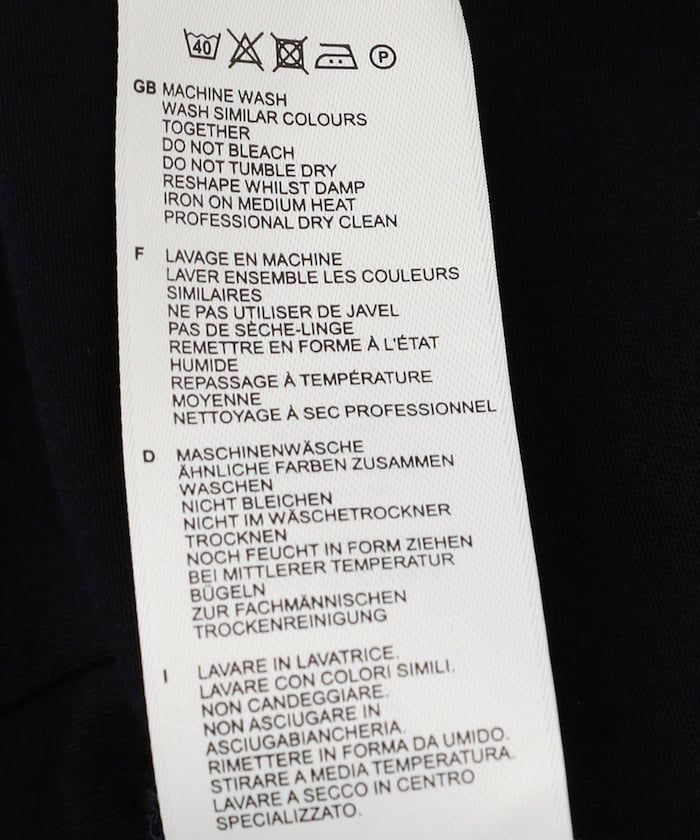 40 P
GB MACHINE WASH
WASH SIMILAR COLOURS
TOGETHER
DO NOT BLEACH
DO NOT TUMBLE DRY
RESHAPE WHILST DAMP
IRON ON MEDIUM HEAT
PROFESSIONAL DRY CLEAN
F LAVAGE EN MACHINE
LAVER ENSEMBLE LES COULEURS
SIMILAIRES
NE PAS UTILISER DE JAVEL
PAS DE SÈCHE-LINGE
REMETTRE EN FORME À L'ÉTAT
HUMIDE
REPASSAGE À TEMPÉRATURE
MOYENNE
NETTOYAGE À SEC PROFESSIONNEL
D MASCHINENWÄSCHE
ÄHNLICHE FARBEN ZUSAMMEN
WASCHEN
NICHT BLEICHEN
NICHT IM WÄSCHETROCKNER
TROCKNEN
NOCH FEUCHT IN FORM ZIEHEN
BEI MITTLERER TEMPERATUR
BÜGELN
ZUR FACHMÄNNISCHEN
TROCKENREINIGUNG
I LAVARE IN LAVATRICE.
LAVARE CON COLORI SIMILI.
NON CANDEGGIARE.
NON ASCIUGARE IN
ASCIUGABIANCHERIA.
RIMETTERE IN FORMA DA UMIDO.
STIRARE A MEDIA TEMPERATURA.
LAVARE A SECCO IN CENTRO
SPECIALIZZATO.